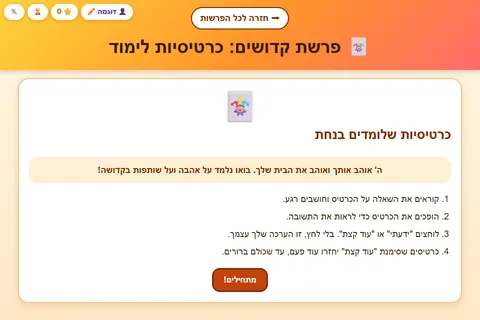 דוגמה
0
חזרה לכל הפרשות
פרשת קדושים: כרטיסיות לימוד
כרטיסיות שלומדים בנחת
ה' אוהב אותך ואוהב את הבית שלך. בואו נלמד על אהבה ועל שותפות בקדושה!
1. קוראים את השאלה על הכרטיס וחושבים רגע.
2. הופכים את הכרטיס כדי לראות את התשובה.
3. לוחצים "ידעתי" או "עוד קצת". בלי לחץ, זו הערכה שלך עצמך.
4. כרטיסים שסימנת "עוד קצת" יחזרו עוד פעם, עד שכולם ברורים.
מתחילים!